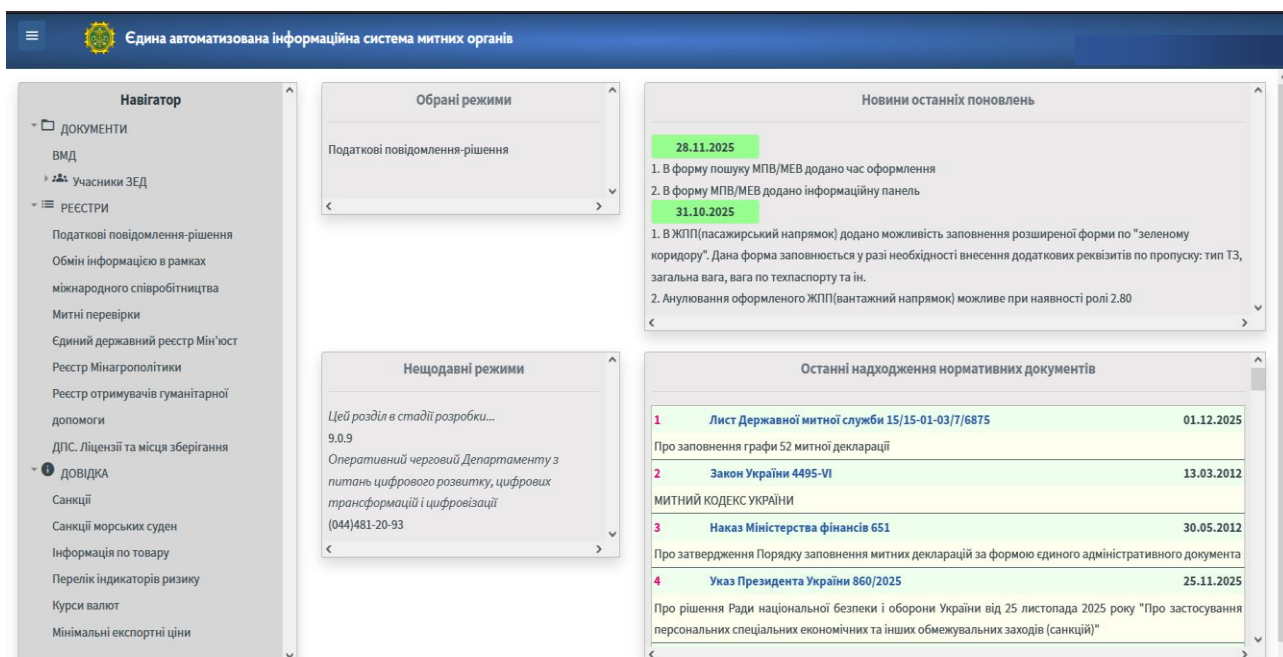 Єдина автоматизована інформаційна система митних органів
Навігатор
ДОКУМЕНТИ
ВМД
Учасники ЗЕД
РЕЄСТРИ
Податкові повідомлення-рішення
Обмін інформацією в рамках
міжнародного співробітництва
Митні перевірки
Єдиний державний реєстр Мін'юст
Реєстр Мінагрополітики
Реєстр отримувачів гуманітарної
допомоги
ДПС. Ліцензії та місця зберігання
ДОВІДКА
Санкції
Санкції морських суден
Інформація по товару
Перелік індикаторів ризику
Курси валют
Мінімальні експортні ціни
Обрані режими
Податкові повідомлення-рішення
Новини останніх поновлень
28.11.2025
1. В форму пошуку МПВ/МЕВ додано час оформлення
2. В форму МПВ/МЕВ додано інформаційну панель
31.10.2025
1. В ЖПП(пасажирський напрямок) додано можливість заповнення розширеної форми по "зеленому
коридору". Дана форма заповнюється у разі необхідності внесення додаткових реквізитів по пропуску: тип ТЗ,
загальна вага, вага по техпаспорту та ін.
2. Анулювання оформленого ЖПП(вантажний напрямок) можливе при наявності ролі 2.80
Нещодавні режими
Цей розділ в стадії розробки...
9.0.9
Оперативний черговий Департаменту з
питань цифрового розвитку, цифрових
трансформацій і цифровізації
(044)481-20-93
Останні надходження нормативних документів
1 Лист Державної митної служби 15/15-01-03/7/6875 01.12.2025
Про заповнення графи 52 митної декларації
2 Закон України 4495-VI 13.03.2012
МИТНИЙ КОДЕКС УКРАЇНИ
3 Наказ Міністерства фінансів 651 30.05.2012
Про затвердження Порядку заповнення митних декларацій за формою єдиного адміністративного документа
4 Указ Президента України 860/2025 25.11.2025
Про рішення Ради національної безпеки і оборони України від 25 листопада 2025 року "Про застосування
персональних спеціальних економічних та інших обмежувальних заходів (санкцій)"